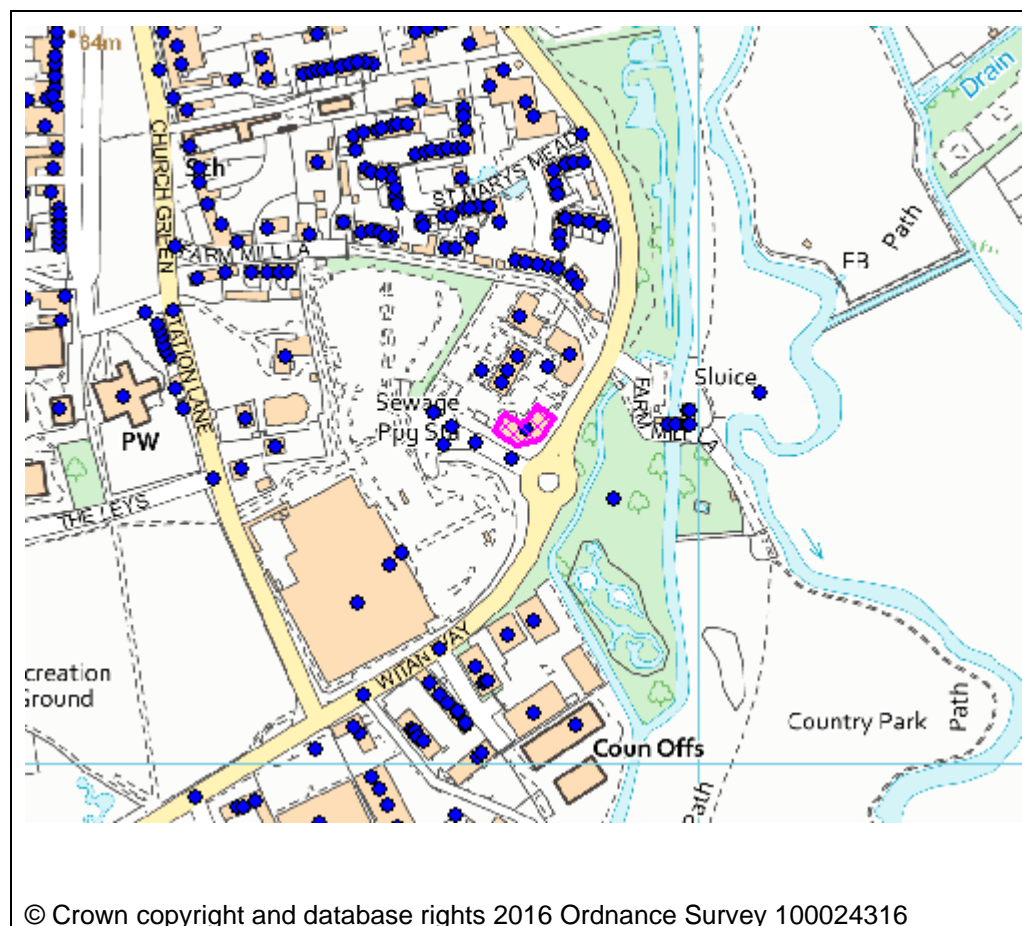 64m
Drain
CHURCH GREEN
Sch
ST MARYS MEAD
Path
FARM MILL LA
FB
STATION LANE
Sluice
Sewage
Ppg Sta
FARM
MILL LA
PW
THE LEYS
WITAN WAY
creation
Ground
Path
Country Park
Coun Offs
Path
© Crown copyright and database rights 2016 Ordnance Survey 100024316